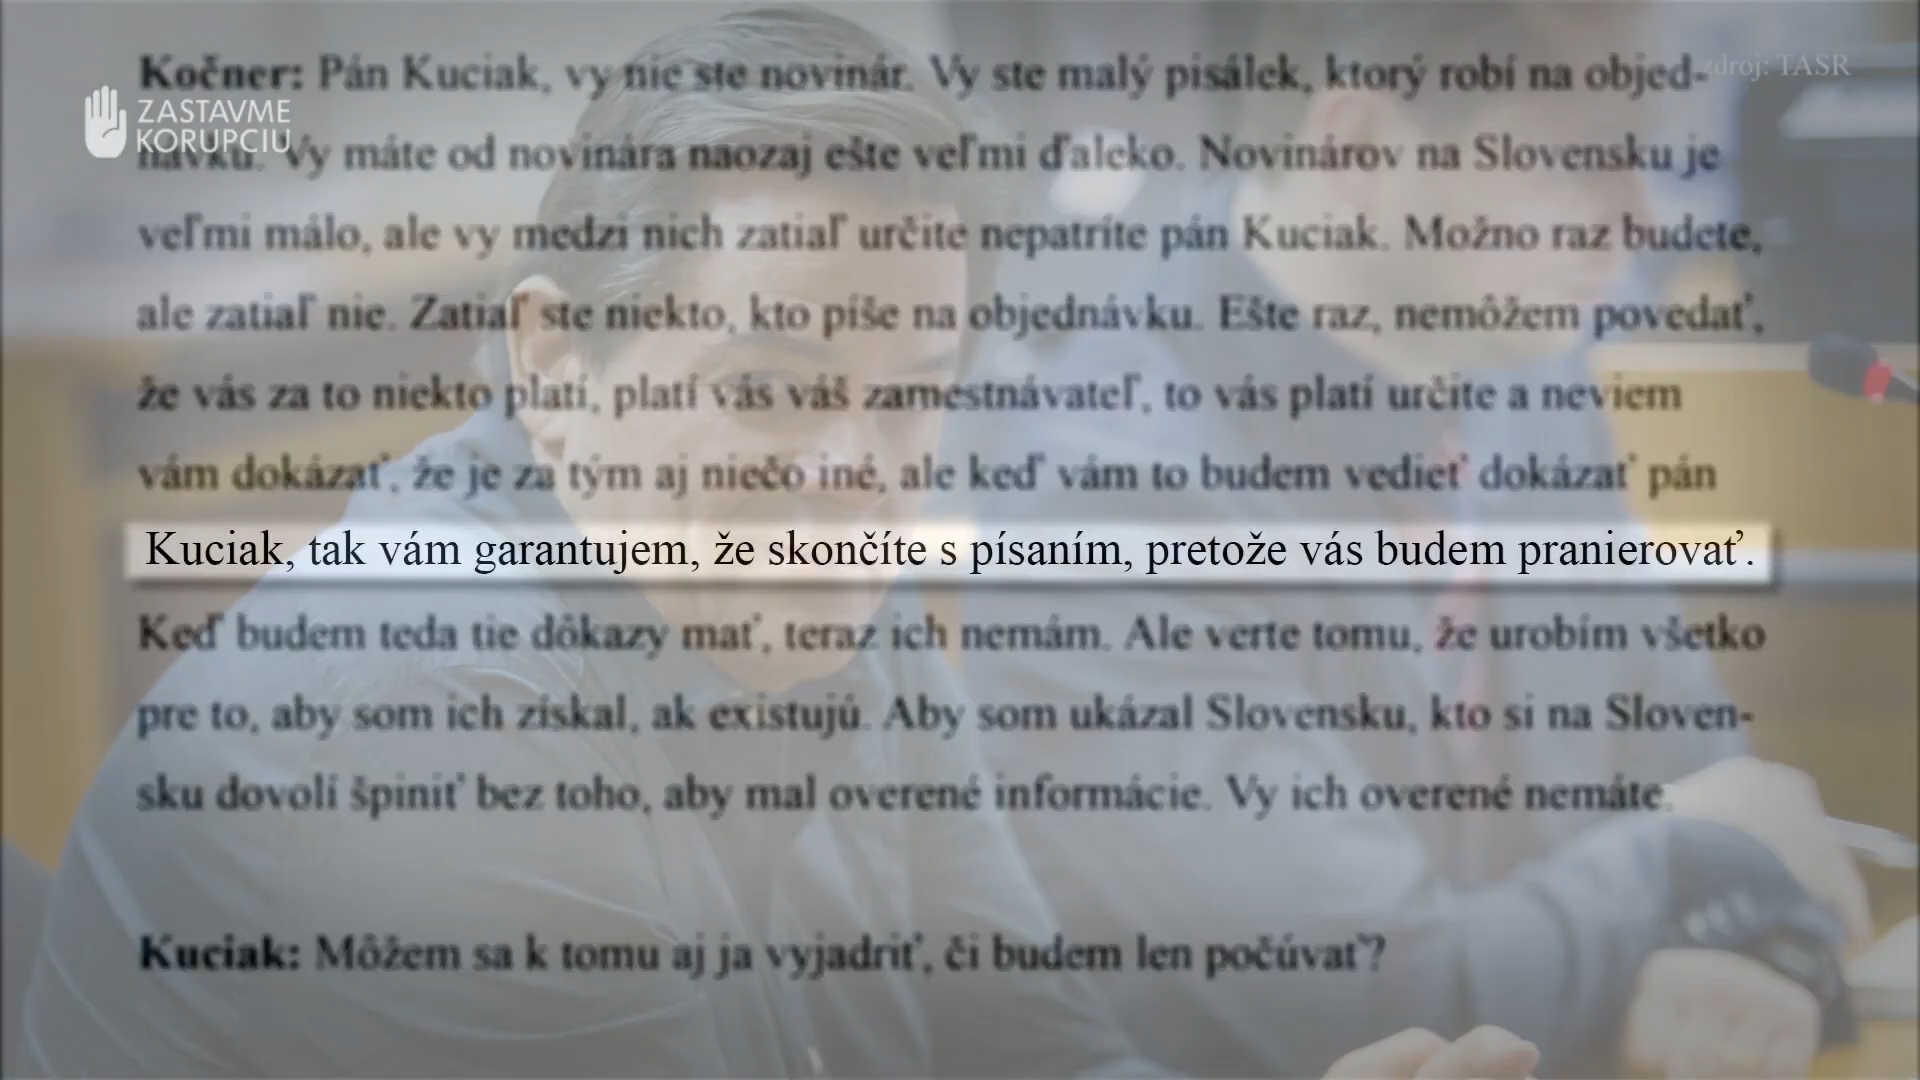 zdroj: TASR
ZASTAVME
KORUPCIU
Kočner: Pán Kuciak, vy nie ste novinár. Vy ste malý pisálek, ktorý robí na objed-
návku. Vy máte od novinára naozaj ešte veľmi ďaleko. Novinárov na Slovensku je
veľmi málo, ale vy medzi nich zatiaľ určite nepatríte pán Kuciak. Možno raz budete,
ale zatiaľ nie. Zatiaľ ste niekto, kto píše na objednávku. Ešte raz, nemôžem povedať,
že vás za to niekto platí, platí vás váš zamestnávateľ, to vás platí určite a neviem
vám dokázať, že je za tým aj niečo iné, ale keď vám to budem vedieť dokázať pán
Kuciak, tak vám garantujem, že skončíte s písaním, pretože vás budem pranierovať.
Keď budem teda tie dôkazy mať, teraz ich nemám. Ale verte tomu, že urobím všetko
pre to, aby som ich získal, ak existujú. Aby som ukázal Slovensku, kto si na Sloven-
sku dovolí špiniť bez toho, aby mal overené informácie. Vy ich overené nemáte.
Kuciak: Môžem sa k tomu aj ja vyjadriť, či budem len počúvať?